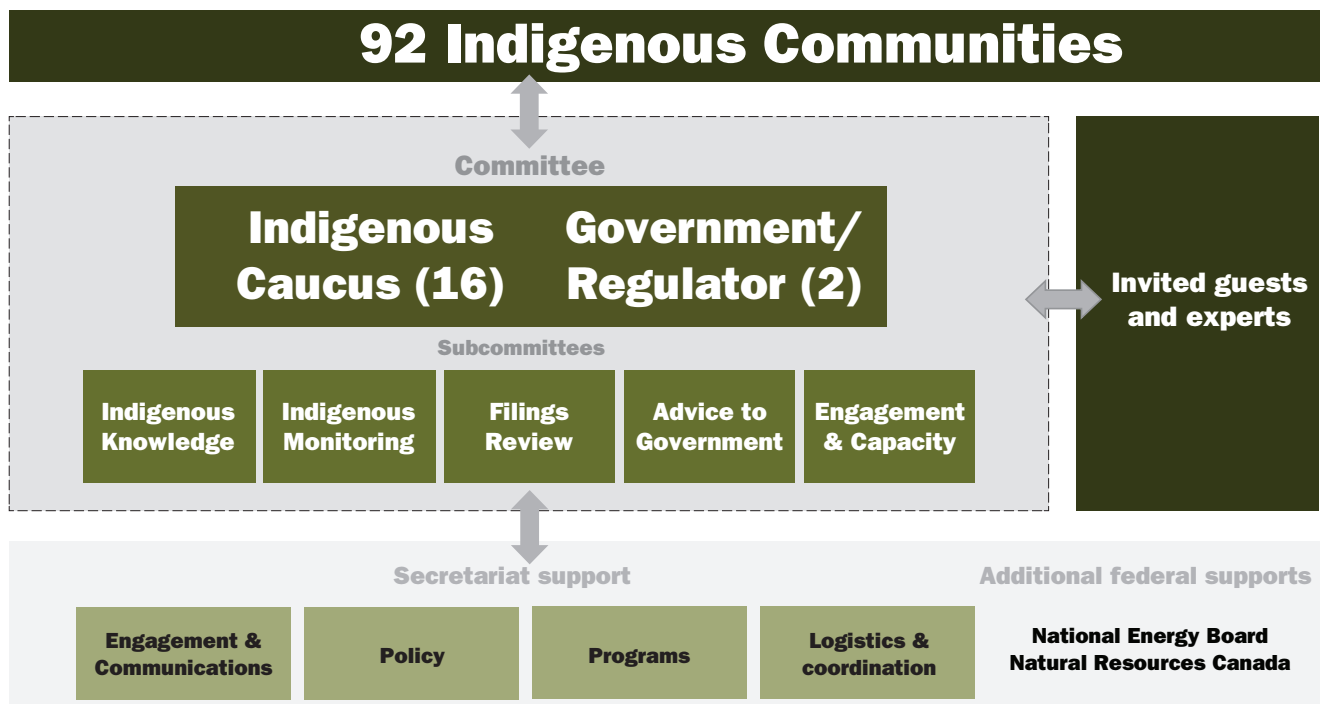 92 Indigenous Communities
Committee
Indigenous
Caucus (16)
Government/
Regulator (2)
Invited guests
and experts
Subcommittees
Indigenous
Knowledge
Indigenous
Monitoring
Filings
Review
Advice to
Government
Engagement
& Capacity
Secretariat support
Additional federal supports
Engagement &
Communications
Policy
Programs
Logistics &
coordination
National Energy Board
Natural Resources Canada